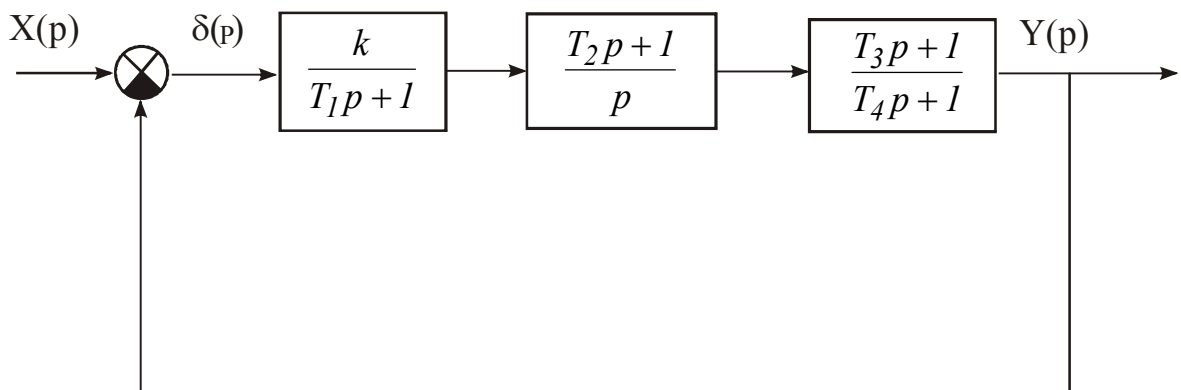 X(p)
δ(p)
k
T₁p + 1
T₂p + 1
p
T₃p + 1
T₄p + 1
Y(p)